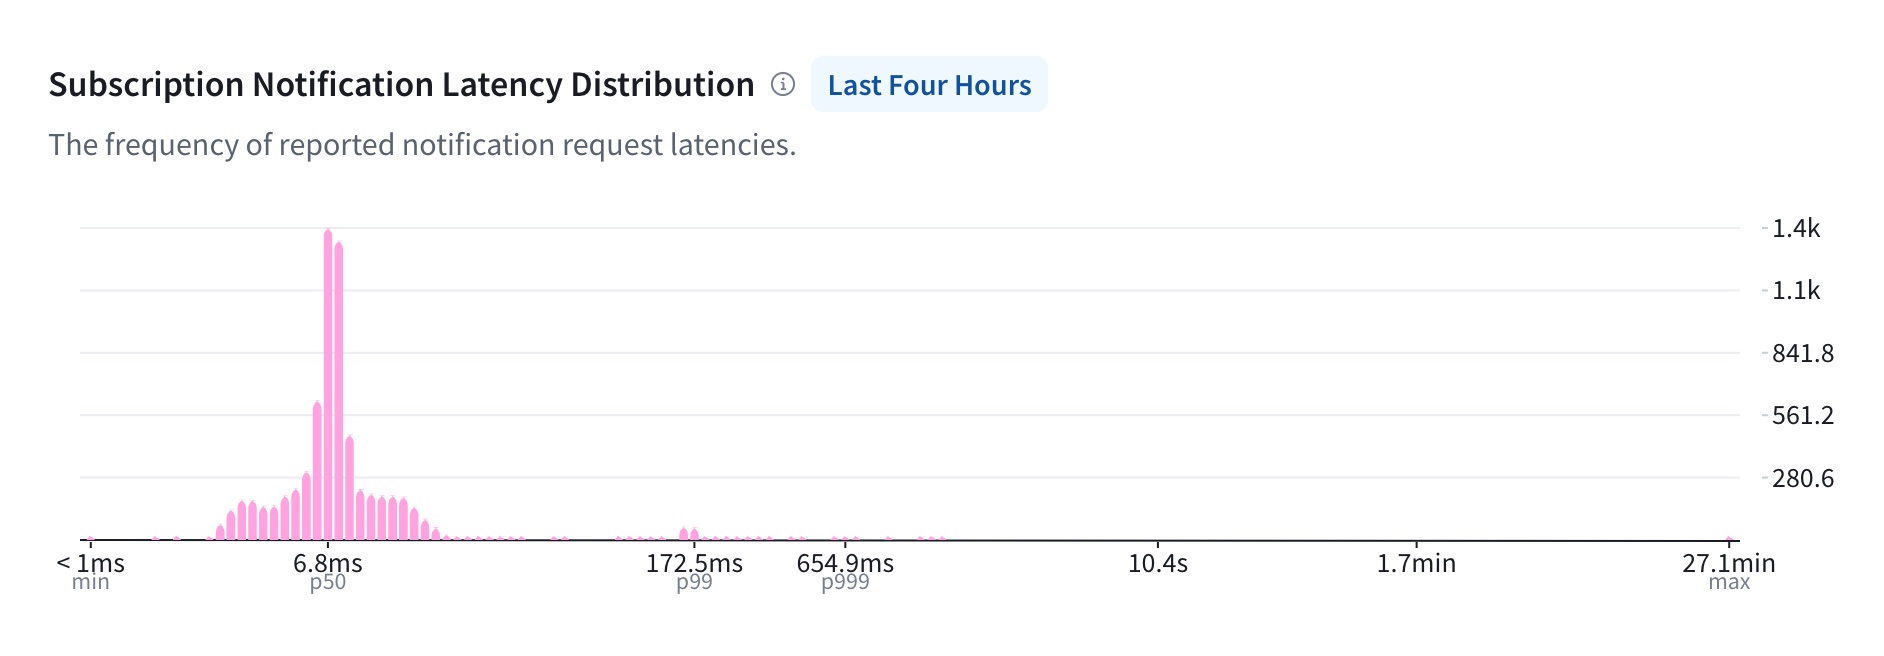 Subscription Notification Latency Distribution Last Four Hours
The frequency of reported notification request latencies.
1.4k
1.1k
841.8
561.2
280.6
< 1ms 6.8ms 172.5ms 654.9ms 10.4s 1.7min 27.1min
min p50 p99 p999 max